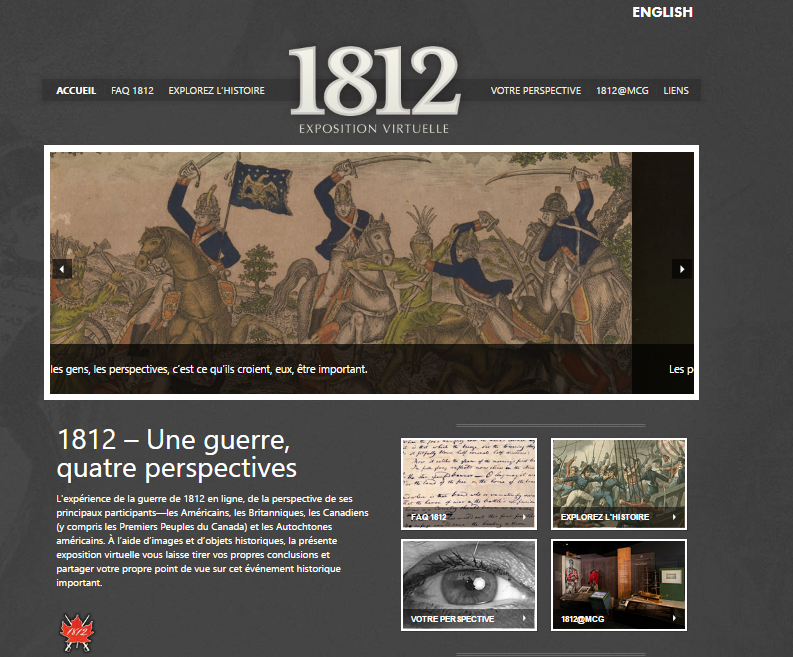 ENGLISH
1812
EXPOSITION VIRTUELLE
ACCUEIL FAQ 1812 EXPLOREZ L'HISTOIRE VOTRE PERSPECTIVE 1812@MCG LIENS
les gens, les perspectives, c'est ce qu'ils croient, eux, être important. Les p
1812 – Une guerre,
quatre perspectives
L'expérience de la guerre de 1812 en ligne, de la perspective de ses
principaux participants—les Américains, les Britanniques, les Canadiens
(y compris les Premiers Peuples du Canada) et les Autochtones
américains. À l'aide d'images et d'objets historiques, la présente
exposition virtuelle vous laisse tirer vos propres conclusions et
partager votre propre point de vue sur cet événement historique
important.
1812
FAQ 1812
EXPLOREZ L'HISTOIRE
VOTRE PERSPECTIVE
1812@MCG